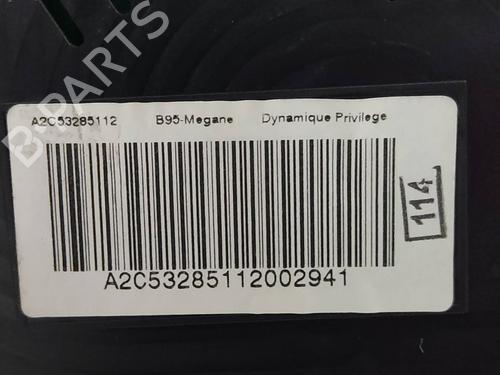 A2C53285112 B95-Megane Dynamique Privilege
114
A2C53285112002941
B-PARTS